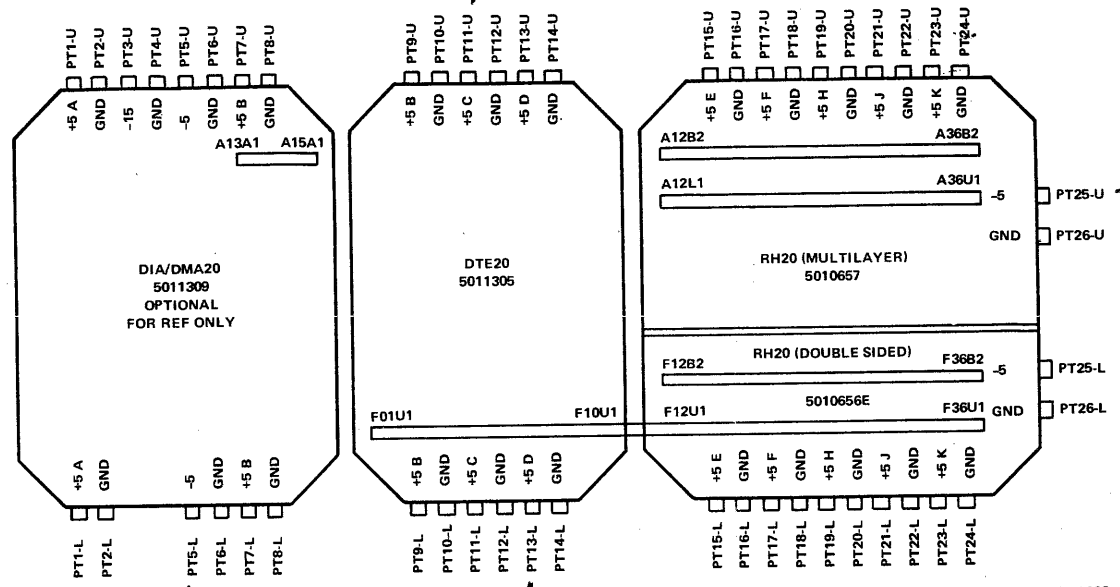 PT1-U
PT2-U
PT3-U
PT4-U
PT5-U
PT6-U
PT7-U
PT8-U
+5 A
GND
-15
GND
-5
GND
+5 B
GND
A13A1 A15A1
DIA/DMA20
5011309
OPTIONAL
FOR REF ONLY
+5 A
GND
-5
GND
+5 B
GND
PT1-L
PT2-L
PT5-L
PT6-L
PT7-L
PT8-L
PT9-U
PT10-U
PT11-U
PT12-U
PT13-U
PT14-U
+5 B
GND
+5 C
GND
+5 D
GND
DTE20
5011305
F01U1 F10U1
+5 B
GND
+5 C
GND
+5 D
GND
PT9-L
PT10-L
PT11-L
PT12-L
PT13-L
PT14-L
PT15-U
PT16-U
PT17-U
PT18-U
PT19-U
PT20-U
PT21-U
PT22-U
PT23-U
PT24-U
+5 E
GND
+5 F
GND
+5 H
GND
+5 J
GND
+5 K
GND
A12B2 A36B2
A12L1 A36U1
-5 PT25-U
GND PT26-U
RH20 (MULTILAYER)
5010657
RH20 (DOUBLE SIDED)
F12B2 F36B2
-5 PT25-L
5010656E
F12U1 F36U1
GND PT26-L
+5 E
GND
+5 F
GND
+5 H
GND
+5 J
GND
+5 K
GND
PT15-L
PT16-L
PT17-L
PT18-L
PT19-L
PT20-L
PT21-L
PT22-L
PT23-L
PT24-L